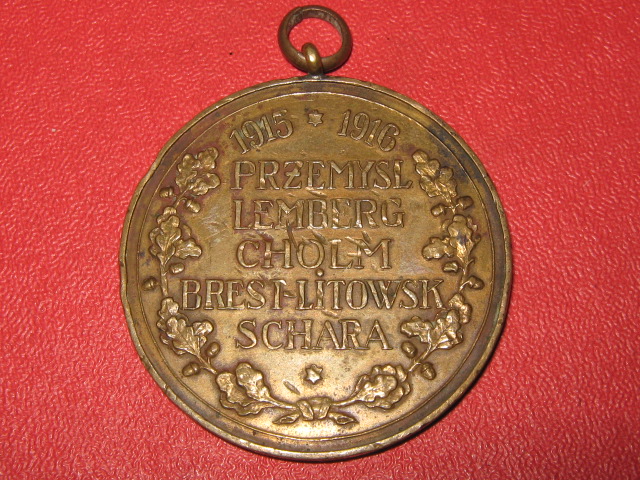 1915 * 1916
PRZEMYSL
LEMBERG
CHOLM
BREST-LITOWSK
SCHARA